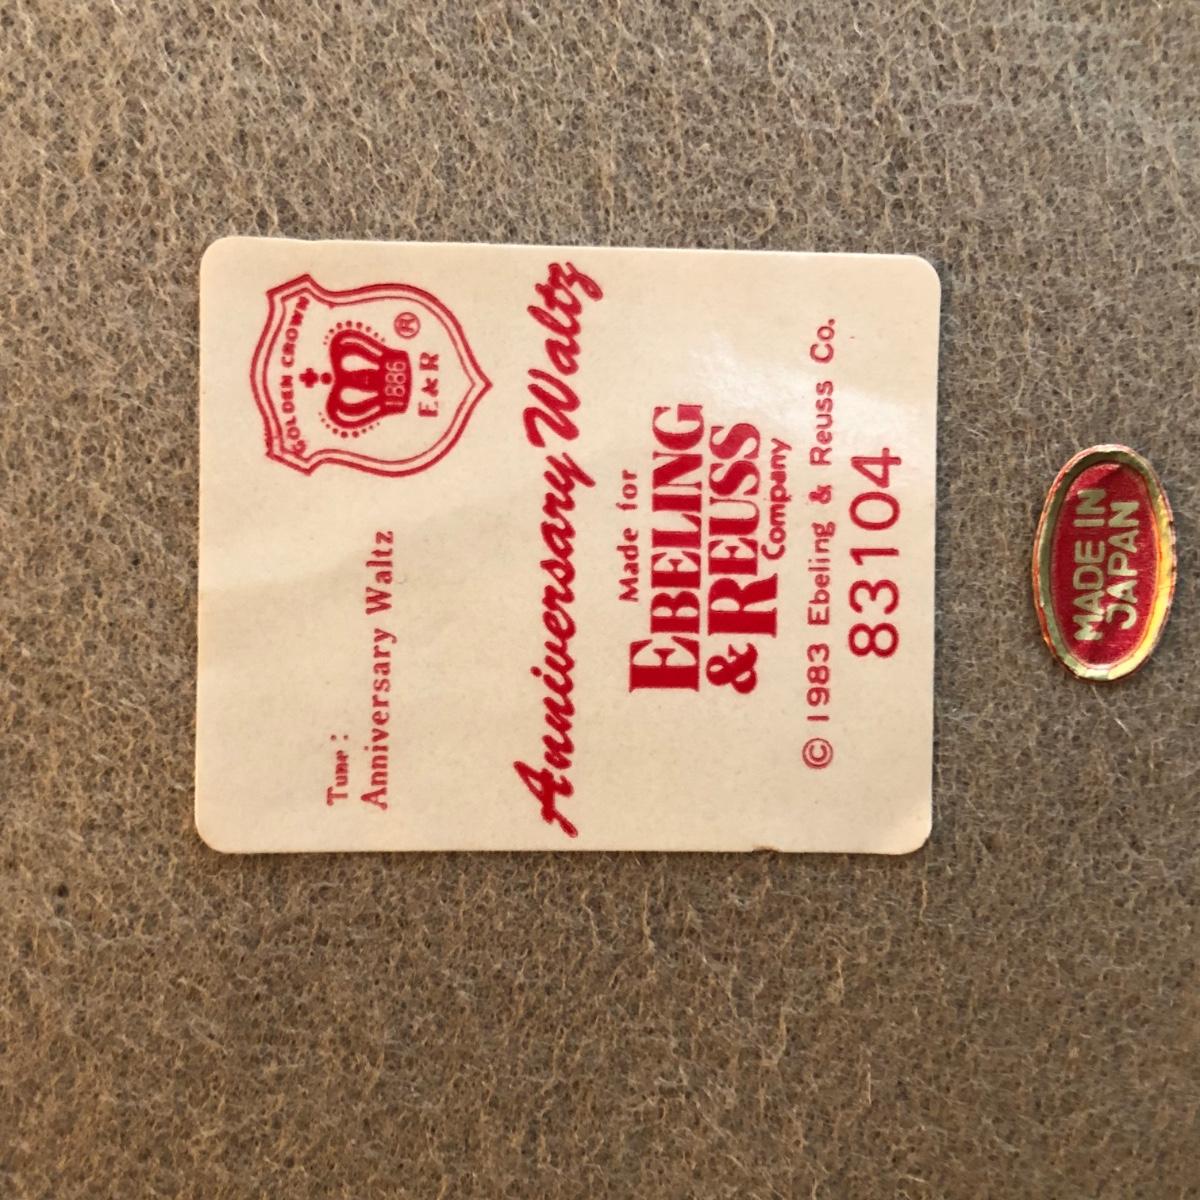 Tune:
Anniversary Waltz
GOLDEN CROWN
1886
®
E&R
Anniversary Waltz
Made for
EBELING
& REUSS
Company
© 1983 Ebeling & Reuss Co.
83104
MADE IN
JAPAN